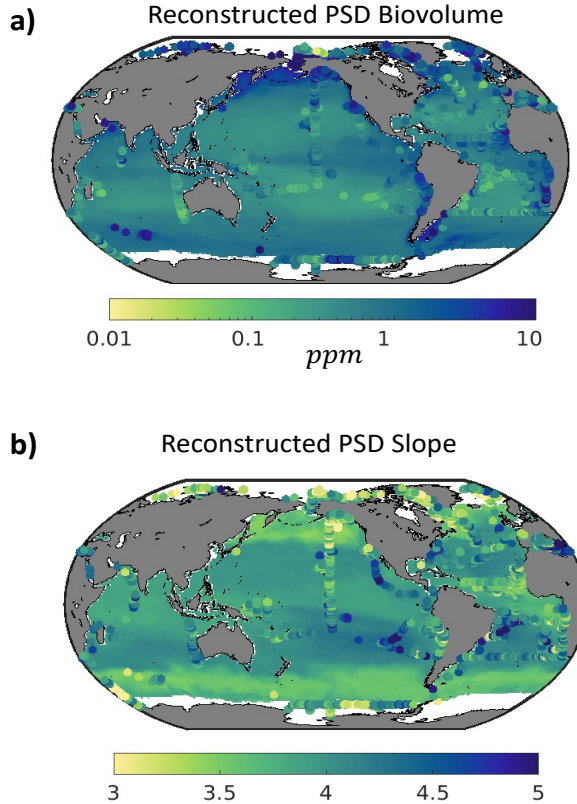 a)
Reconstructed PSD Biovolume
0.01 0.1 1 10
ppm
b)
Reconstructed PSD Slope
3 3.5 4 4.5 5